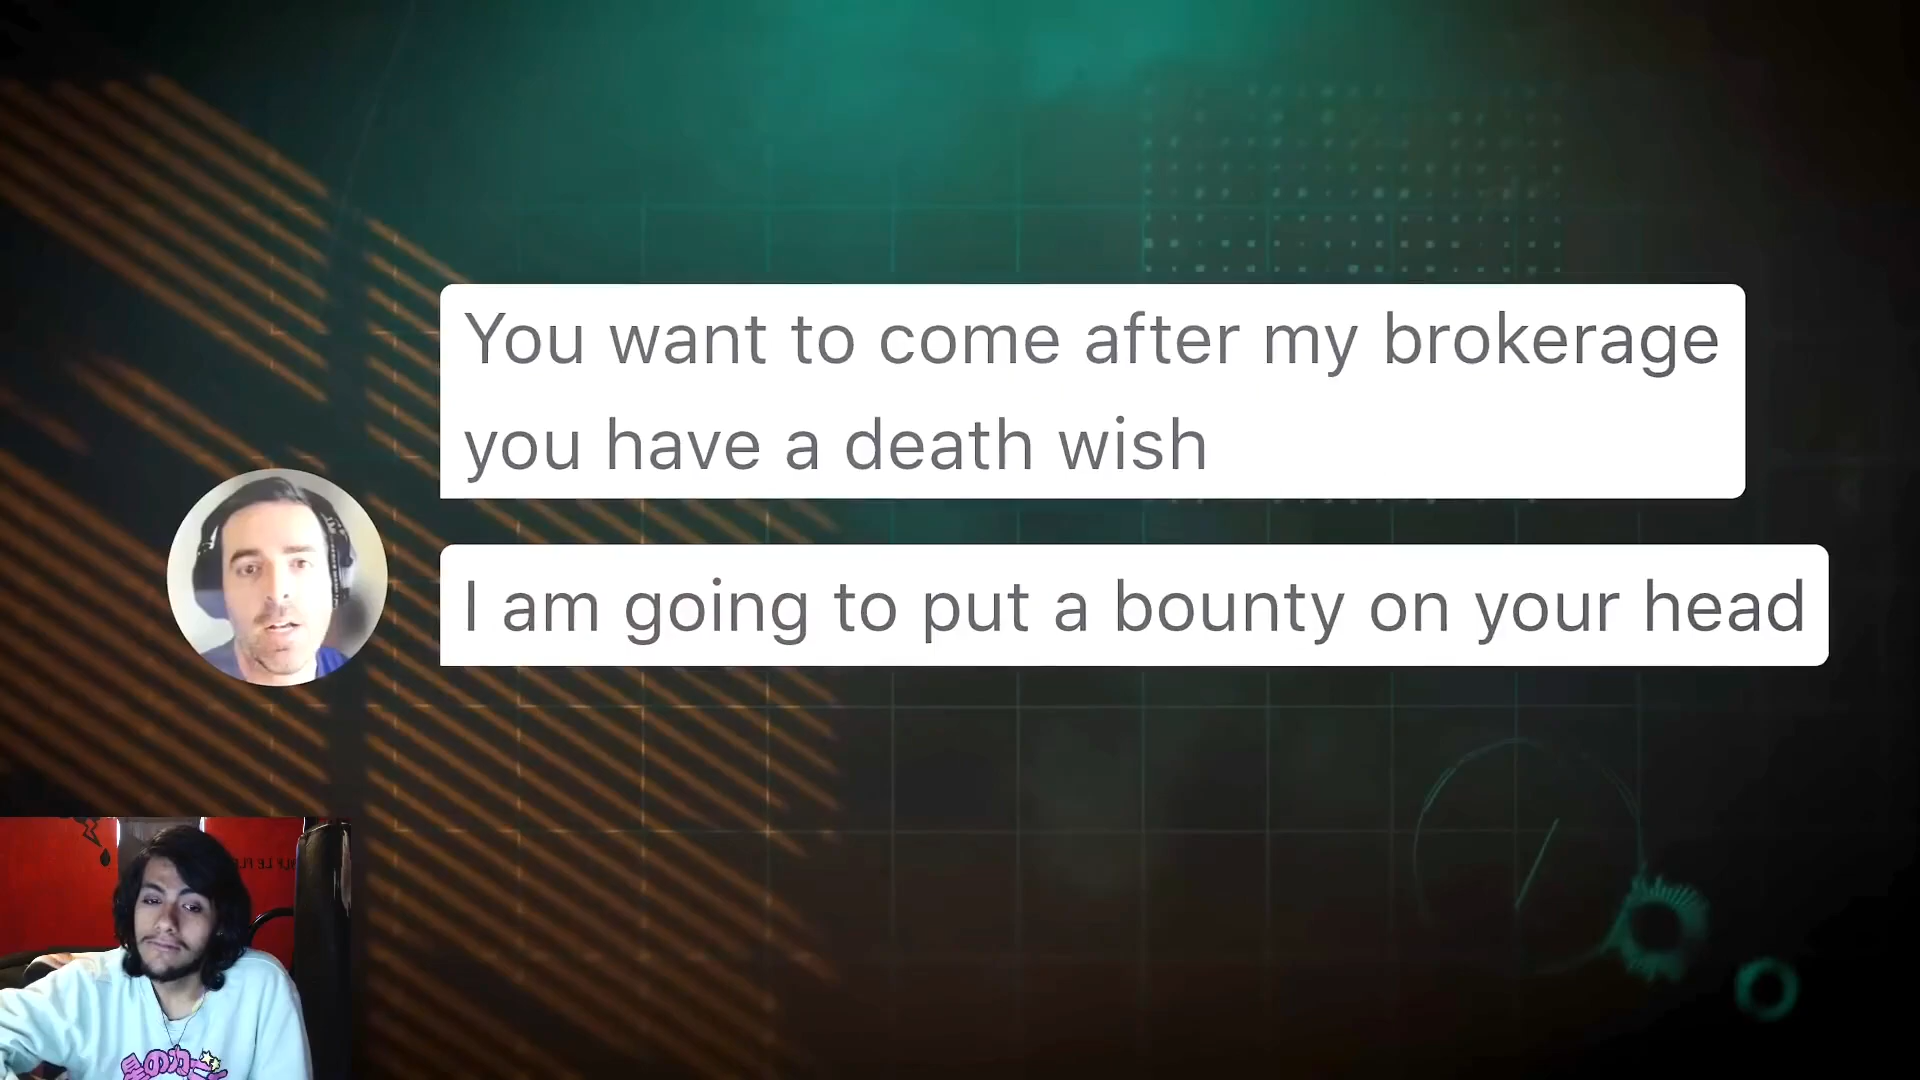 You want to come after my brokerage
you have a death wish
I am going to put a bounty on your head